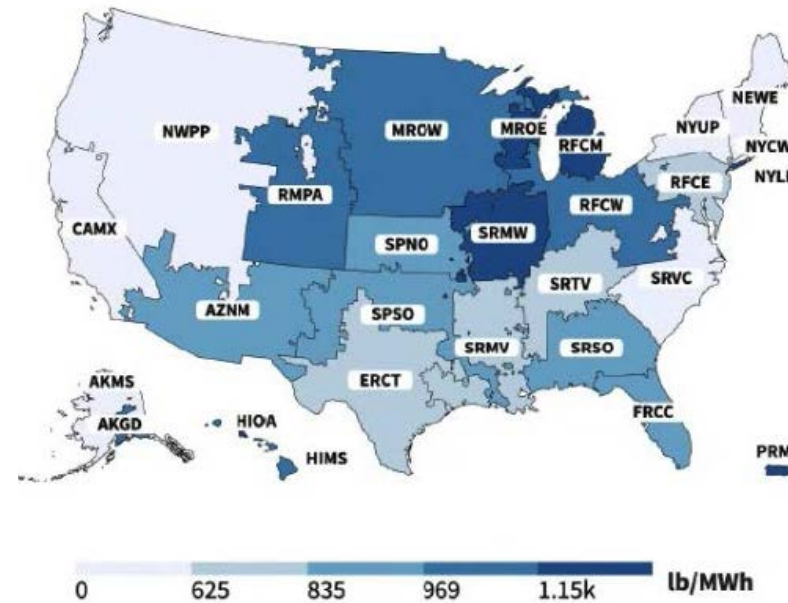 NEWE
NWPP
MROW
MROE
NYUP
RFCM
NYCW
NYLI
RFCE
RMPA
RFCW
CAMX
SPNO
SRMW
SRTV
SRVC
AZNM
SPSO
SRMV
SRSO
ERCT
AKMS
AKGD
HIOA
FRCC
HIMS
PRM
0 625 835 969 1.15k lb/MWh